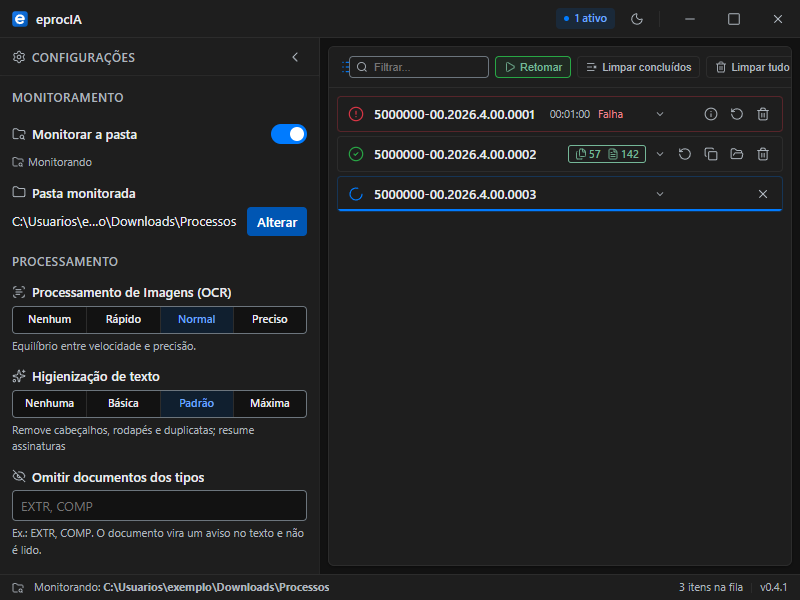 e eprocIA
1 ativo
CONFIGURAÇÕES
MONITORAMENTO
Monitorar a pasta
Monitorando
Pasta monitorada
C:\Usuarios\e...o\Downloads\Processos
Alterar
PROCESSAMENTO
Processamento de Imagens (OCR)
Nenhum Rápido Normal Preciso
Equilíbrio entre velocidade e precisão.
Higienização de texto
Nenhuma Básica Padrão Máxima
Remove cabeçalhos, rodapés e duplicatas; resume
assinaturas
Omitir documentos dos tipos
EXTR, COMP
Ex.: EXTR, COMP. O documento vira um aviso no texto e não
é lido.
Filtrar... Retomar Limpar concluídos Limpar tudo
5000000-00.2026.4.00.0001 00:01:00 Falha
5000000-00.2026.4.00.0002 57 142
5000000-00.2026.4.00.0003
Monitorando: C:\Usuarios\exemplo\Downloads\Processos
3 itens na fila v0.4.1